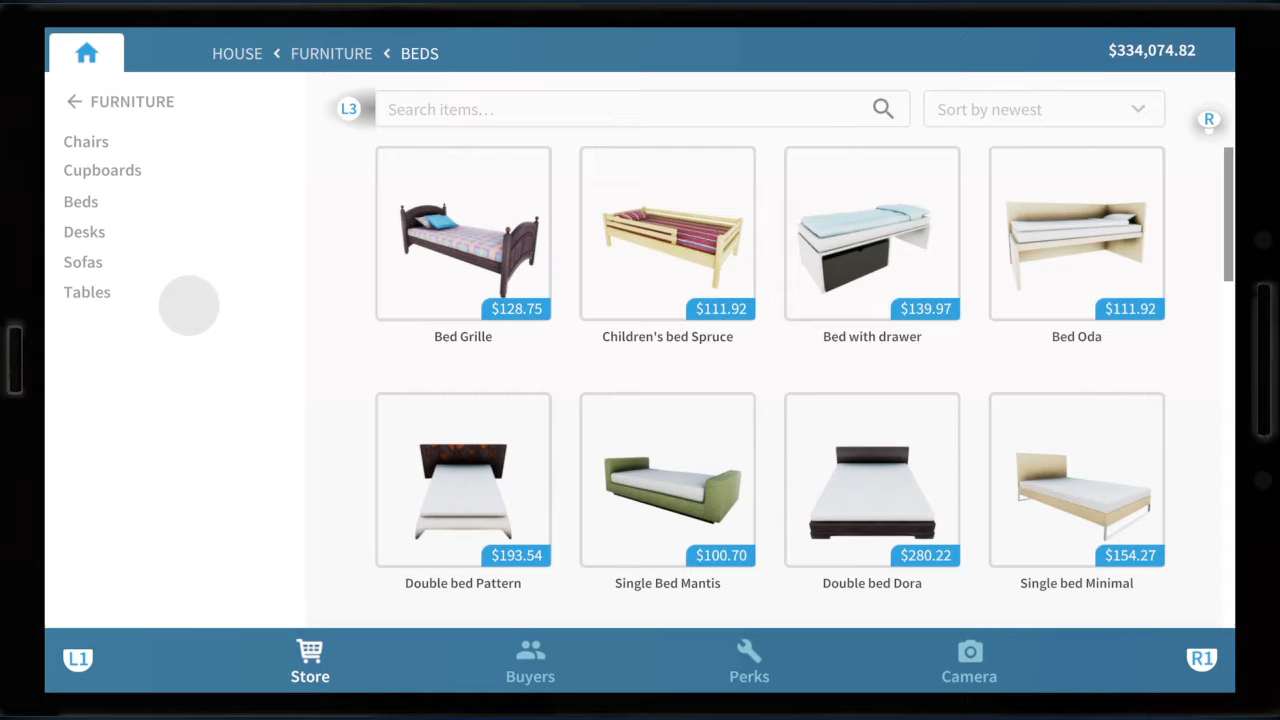 HOUSE < FURNITURE < BEDS
$334,074.82
← FURNITURE
Chairs
Cupboards
Beds
Desks
Sofas
Tables
L3
Search items...
Sort by newest
R
$128.75
$111.92
$139.97
$111.92
Bed Grille
Children's bed Spruce
Bed with drawer
Bed Oda
$193.54
$100.70
$280.22
$154.27
Double bed Pattern
Single Bed Mantis
Double bed Dora
Single bed Minimal
L1
Store
Buyers
Perks
Camera
R1